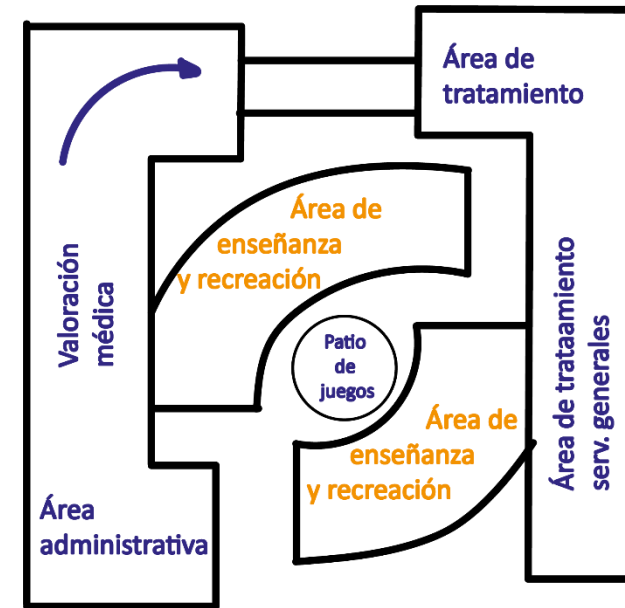 Área de
tratamiento
Área de
enseñanza
y recreación
Valoración
médica
Patio
de
juegos
Área de
enseñanza
y recreación
Área de trataamiento
serv. generales
Área
administrativa